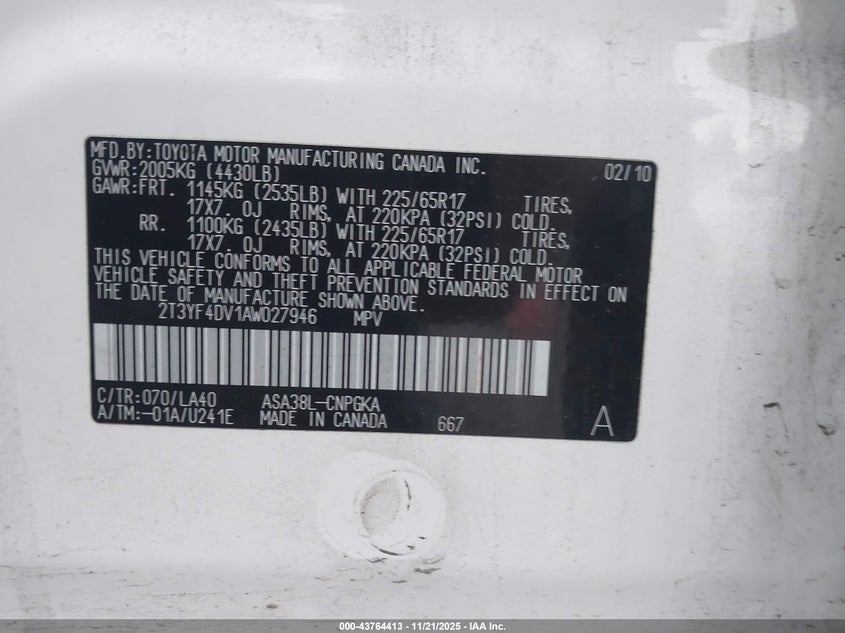 MFD.BY:TOYOTA MOTOR MANUFACTURING CANADA INC. 02/10
GVWR:2005KG (4430LB)
GAWR:FRT. 1145KG (2535LB) WITH 225/65R17 TIRES,
17X7. 0J RIMS, AT 220KPA (32PSI) COLD.
RR. 1100KG (2435LB) WITH 225/65R17 TIRES,
17X7. 0J RIMS, AT 220KPA (32PSI) COLD.
THIS VEHICLE CONFORMS TO ALL APPLICABLE FEDERAL MOTOR
VEHICLE SAFETY AND THEFT PREVENTION STANDARDS IN EFFECT ON
THE DATE OF MANUFACTURE SHOWN ABOVE.
2T3YF4DV1AW027946 MPV
C/TR:070/LA40 ASA38L-CNPGKA
A/TM:-01A/U241E MADE IN CANADA 667 A
000-43764413 - 11/21/2025 - IAA Inc.